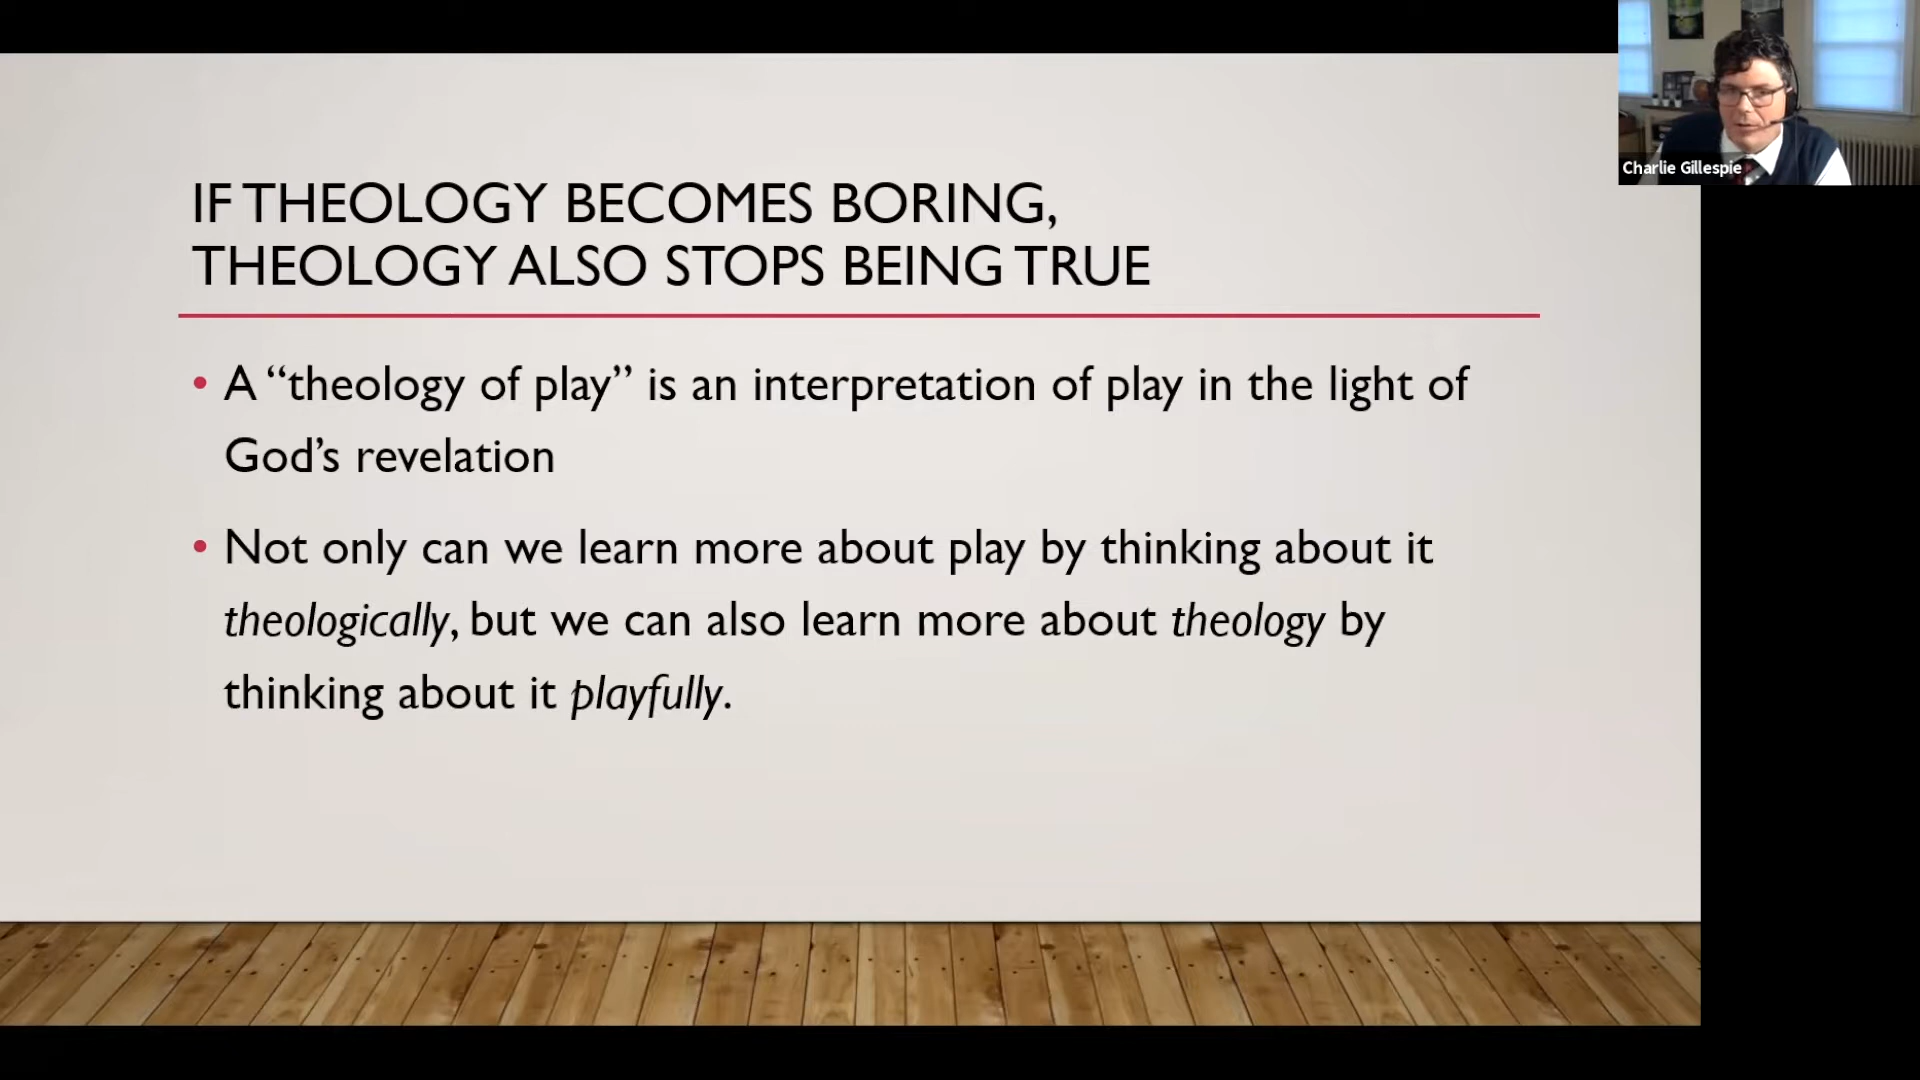 Charlie Gillespie
IF THEOLOGY BECOMES BORING,
THEOLOGY ALSO STOPS BEING TRUE
• A “theology of play” is an interpretation of play in the light of
God’s revelation
• Not only can we learn more about play by thinking about it
theologically, but we can also learn more about theology by
thinking about it playfully.